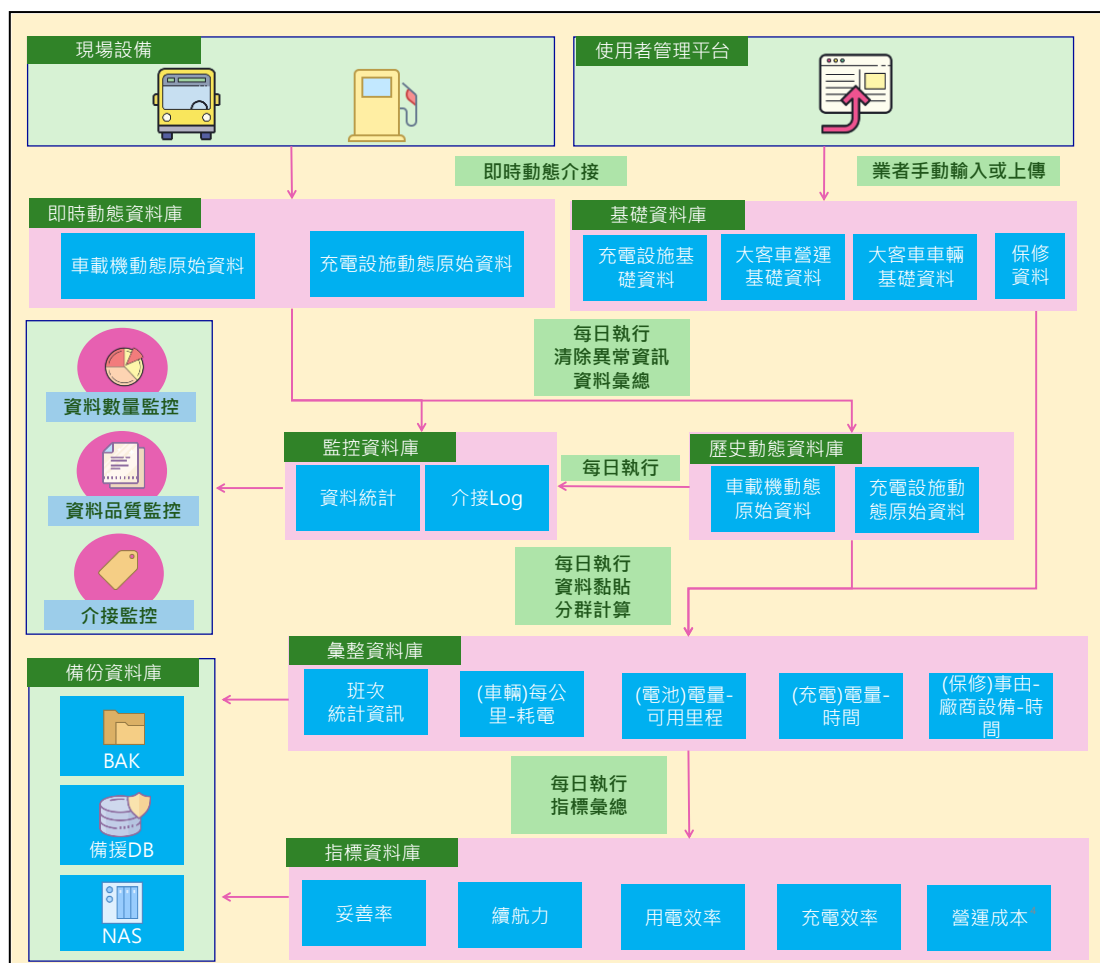 現場設備
使用者管理平台
即時動態介接
業者手動輸入或上傳
即時動態資料庫
車載機動態原始資料
充電設施動態原始資料
基礎資料庫
充電設施基
礎資料
大客車營運
基礎資料
大客車車輛
基礎資料
保修
資料
每日執行
清除異常資訊
資料彙總
資料數量監控
資料品質監控
介接監控
監控資料庫
資料統計
介接Log
每日執行
歷史動態資料庫
車載機動態
原始資料
充電設施動
態原始資料
每日執行
資料黏貼
分群計算
彙整資料庫
班次
統計資訊
(車輛)每公
里-耗電
(電池)電量-
可用里程
(充電)電量-
時間
(保修)事由-
廠商設備-時
間
備份資料庫
BAK
備援DB
NAS
每日執行
指標彙總
指標資料庫
妥善率
續航力
用電效率
充電效率
營運成本